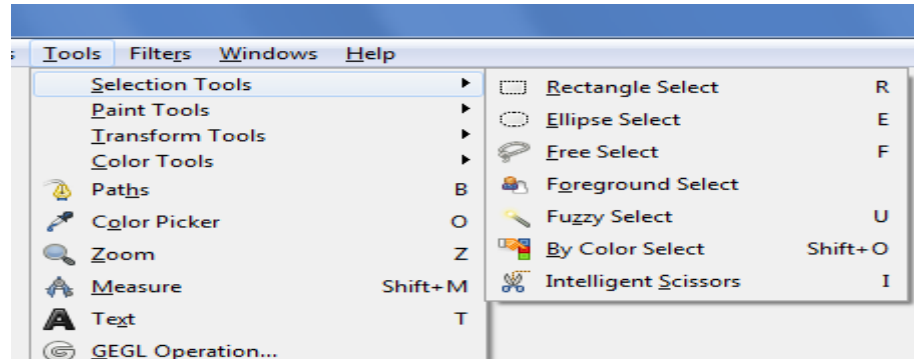 s Tools Filters Windows Help
Selection Tools
Paint Tools
Transform Tools
Color Tools
Paths B
Color Picker O
Zoom Z
Measure Shift+M
Text T
GEGL Operation...
Rectangle Select R
Ellipse Select E
Free Select F
Foreground Select
Fuzzy Select U
By Color Select Shift+O
Intelligent Scissors I